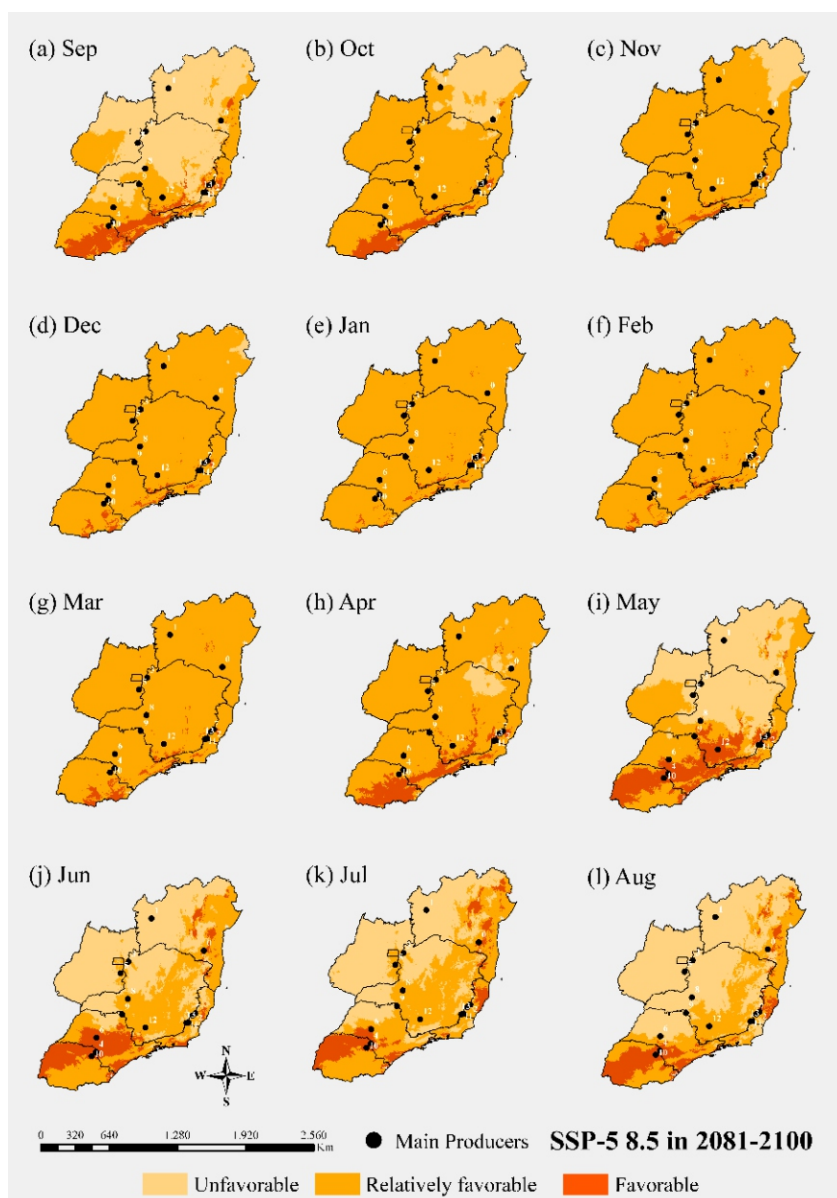 (a) Sep
(b) Oct
(c) Nov
(d) Dec
(e) Jan
(f) Feb
(g) Mar
(h) Apr
(i) May
(j) Jun
(k) Jul
(l) Aug
N
W E
S
0 320 640 1.280 1.920 2.560
Km
Main Producers
SSP-5 8.5 in 2081-2100
Unfavorable Relatively favorable Favorable